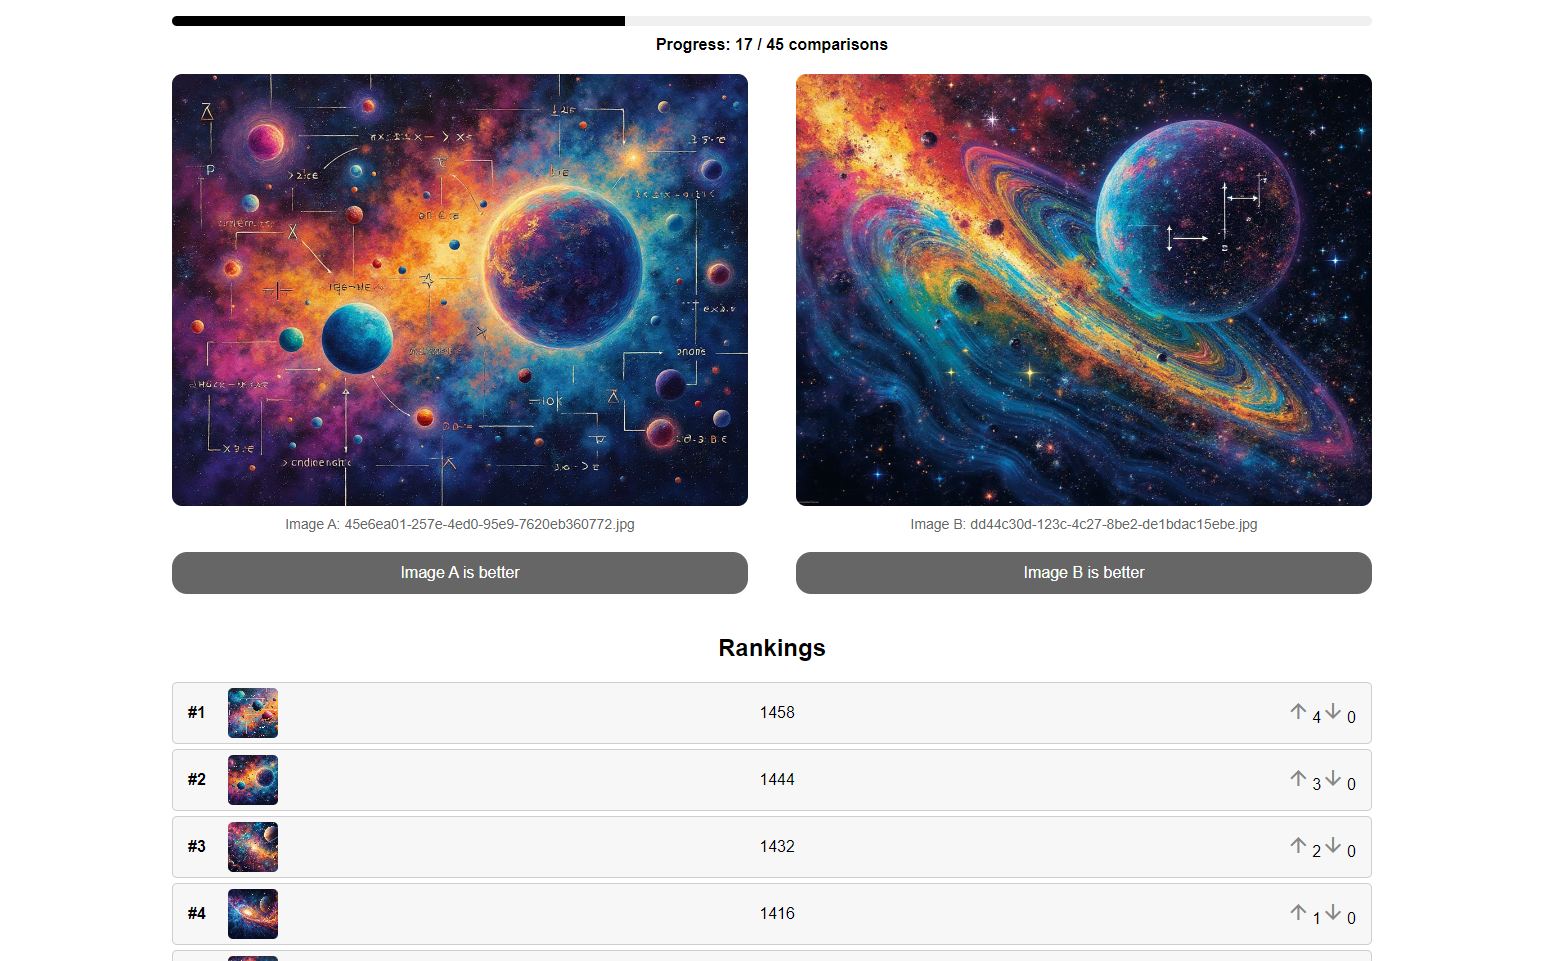 Progress: 17 / 45 comparisons
Image A: 45e6ea01-257e-4ed0-95e9-7620eb360772.jpg
Image B: dd44c30d-123c-4c27-8be2-de1bdac15ebe.jpg
Image A is better
Image B is better
Rankings
#1 1458 4 0
#2 1444 3 0
#3 1432 2 0
#4 1416 1 0